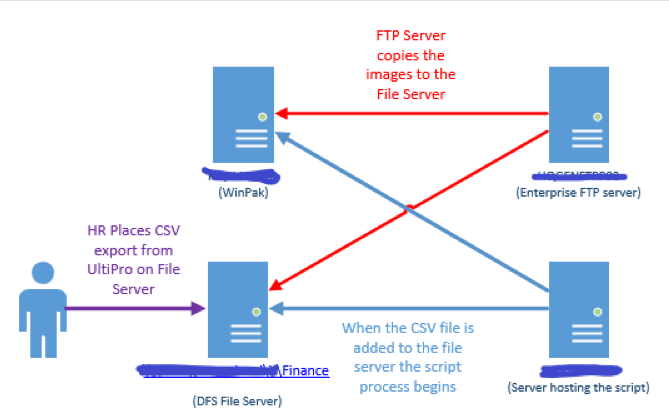 FTP Server
copies the
images to the
File Server
(WinPak)
(Enterprise FTP server)
HR Places CSV
export from
UltiPro on File
Server
When the CSV file is
added to the file
server the script
process begins
\Finance
(DFS File Server)
(Server hosting the script)